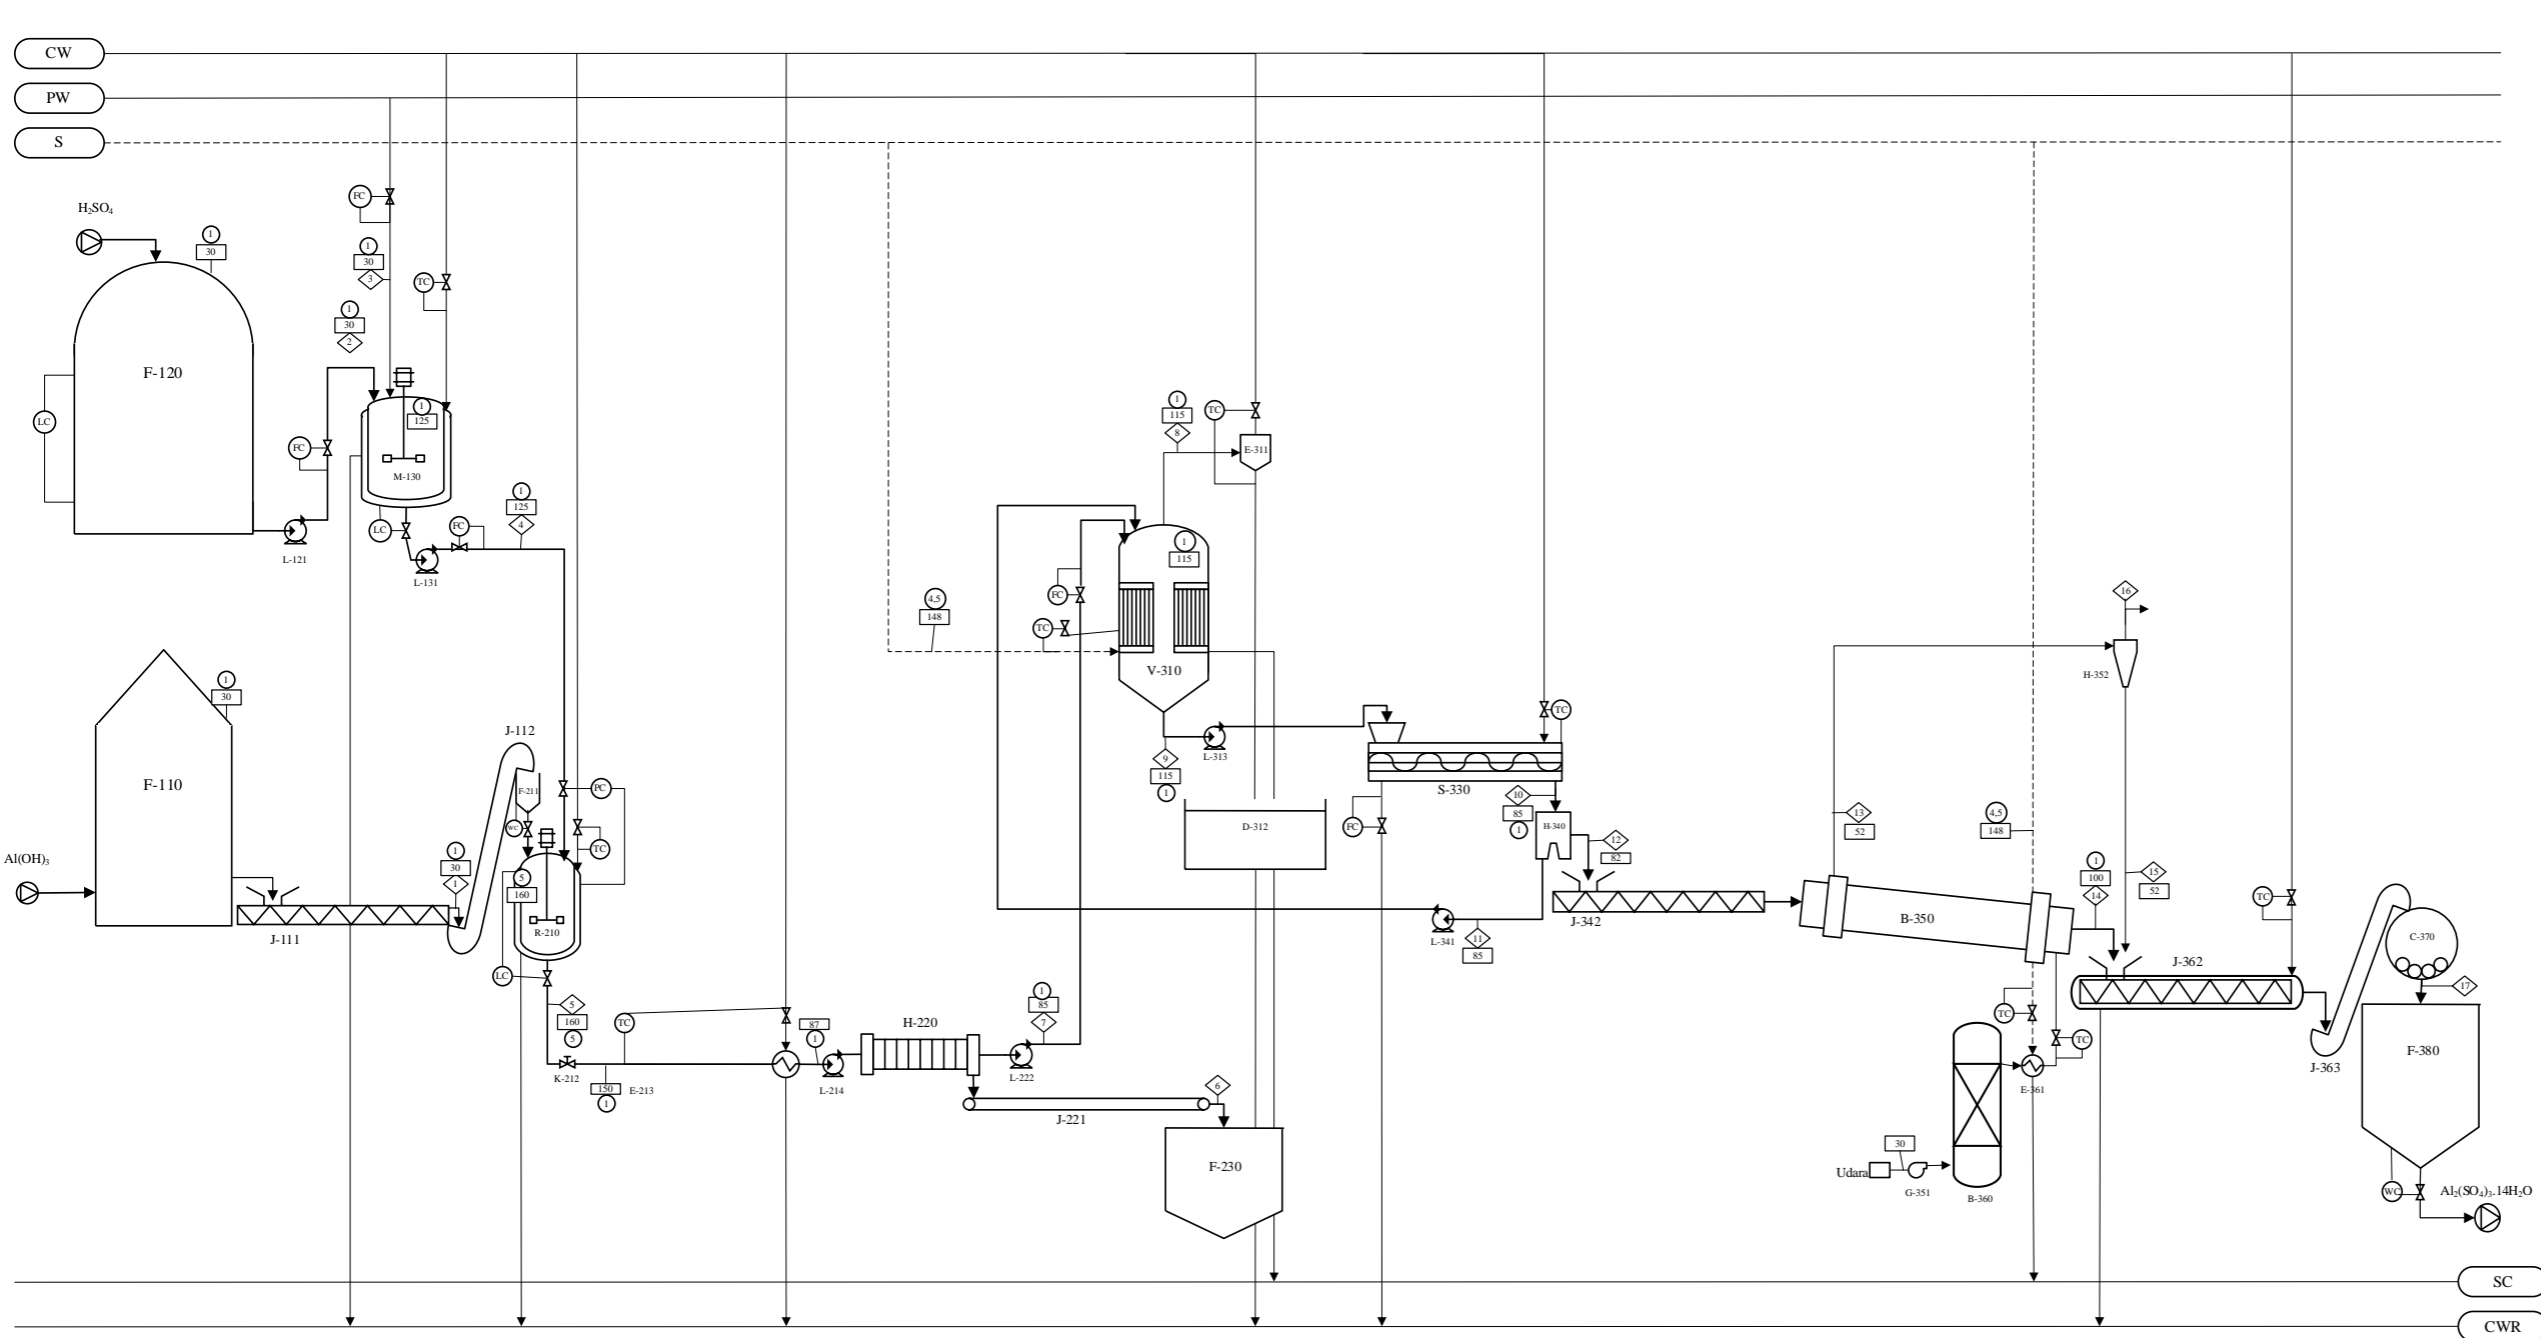 CW
PW
S
H₂SO₄
1
30
F-120
LC
FC
1
30
3
TC
1
30
2
FC
1
125
M-130
LC
FC
1
125
4
L-121
L-131
1
30
F-110
Al(OH)₃
J-111
J-112
1
30
1
F-211
WC
PC
TC
5
160
R-210
LC
5
160
5
K-212
150
1
E-213
TC
87
1
L-214
H-220
1
85
7
L-222
J-221
6
F-230
4,5
148
FC
TC
1
115
V-310
1
115
8
TC
E-311
9
115
1
L-313
D-312
S-330
TC
FC
10
85
1
H-340
12
82
L-341
11
85
J-342
B-350
13
52
4,5
148
1
100
14
16
H-352
15
52
TC
TC
E-361
B-360
30
Udara
G-351
J-362
TC
J-363
C-370
17
F-380
WC
Al₂(SO₄)₃.14H₂O
SC
CWR